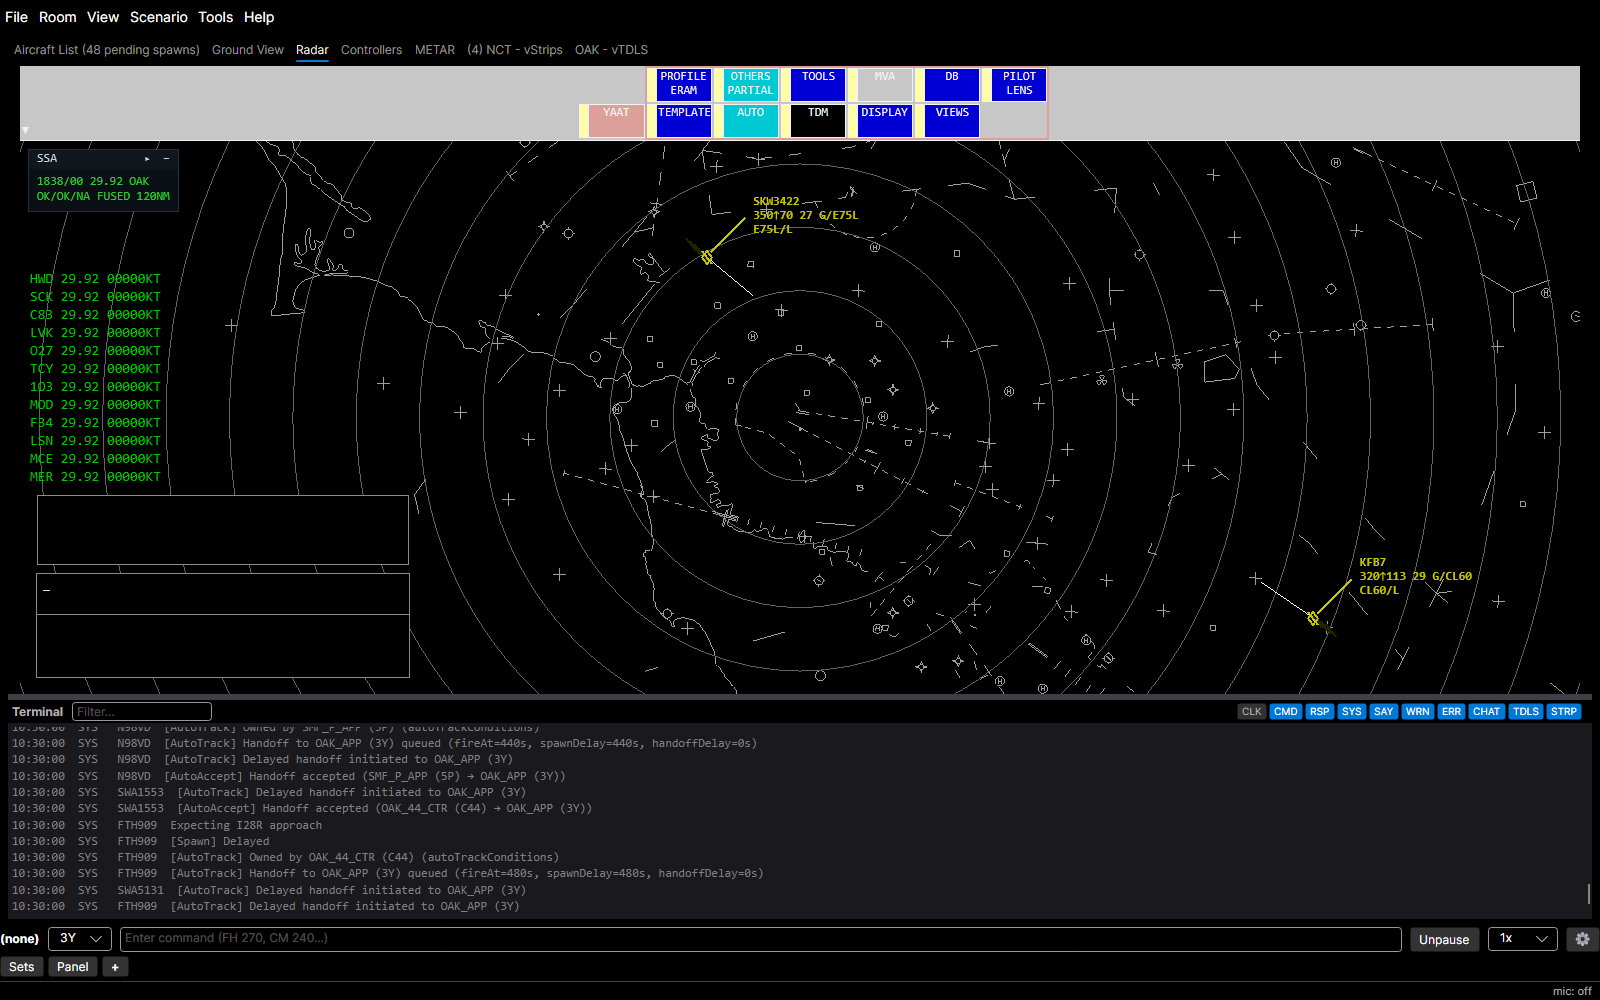 File Room View Scenario Tools Help
Aircraft List (48 pending spawns) Ground View Radar Controllers METAR (4) NCT - vStrips OAK - vTDLS
PROFILE ERAM OTHERS PARTIAL TOOLS MVA DB PILOT LENS
YAAT TEMPLATE AUTO TDM DISPLAY VIEWS
SSA
1838/00 29.92 OAK
OK/OK/NA FUSED 120NM
SKW3422
350↑70 27 G/E75L
E75L/L
HWD 29.92 00000KT
SCK 29.92 00000KT
C83 29.92 00000KT
LVK 29.92 00000KT
O27 29.92 00000KT
TCY 29.92 00000KT
1O3 29.92 00000KT
MOD 29.92 00000KT
F34 29.92 00000KT
LSN 29.92 00000KT
MCE 29.92 00000KT
MER 29.92 00000KT
KFB7
320↑113 29 G/CL60
CL60/L
Terminal Filter... CLK CMD RSP SYS SAY WRN ERR CHAT TDLS STRP
10:30:00 SYS N98VD [AutoTrack] Owned by SMF_P_APP (5P) (autoTrackConditions)
10:30:00 SYS N98VD [AutoTrack] Handoff to OAK_APP (3Y) queued (fireAt=440s, spawnDelay=440s, handoffDelay=0s)
10:30:00 SYS N98VD [AutoTrack] Delayed handoff initiated to OAK_APP (3Y)
10:30:00 SYS N98VD [AutoAccept] Handoff accepted (SMF_P_APP (5P) → OAK_APP (3Y))
10:30:00 SYS SWA1553 [AutoTrack] Delayed handoff initiated to OAK_APP (3Y)
10:30:00 SYS SWA1553 [AutoAccept] Handoff accepted (OAK_44_CTR (C44) → OAK_APP (3Y))
10:30:00 SYS FTH909 Expecting I28R approach
10:30:00 SYS FTH909 [Spawn] Delayed
10:30:00 SYS FTH909 [AutoTrack] Owned by OAK_44_CTR (C44) (autoTrackConditions)
10:30:00 SYS FTH909 [AutoTrack] Handoff to OAK_APP (3Y) queued (fireAt=480s, spawnDelay=480s, handoffDelay=0s)
10:30:00 SYS SWA5131 [AutoTrack] Delayed handoff initiated to OAK_APP (3Y)
10:30:00 SYS FTH909 [AutoTrack] Delayed handoff initiated to OAK_APP (3Y)
(none) 3Y Enter command (FH 270, CM 240...) Unpause 1x
Sets Panel +
mic: off